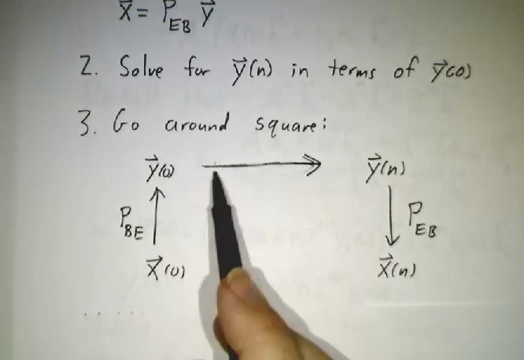 x⃗ = P_EB y⃗
2. Solve for y⃗(n) in terms of y⃗(0)
3. Go around square:
y⃗(0) → y⃗(n)
P_BE ↑ ↓ P_EB
x⃗(0) x⃗(n)